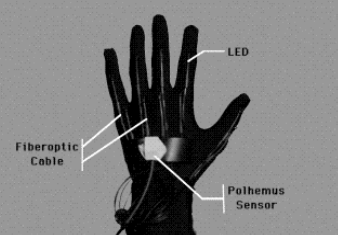 LED
Fiberoptic
Cable
Polhemus
Sensor